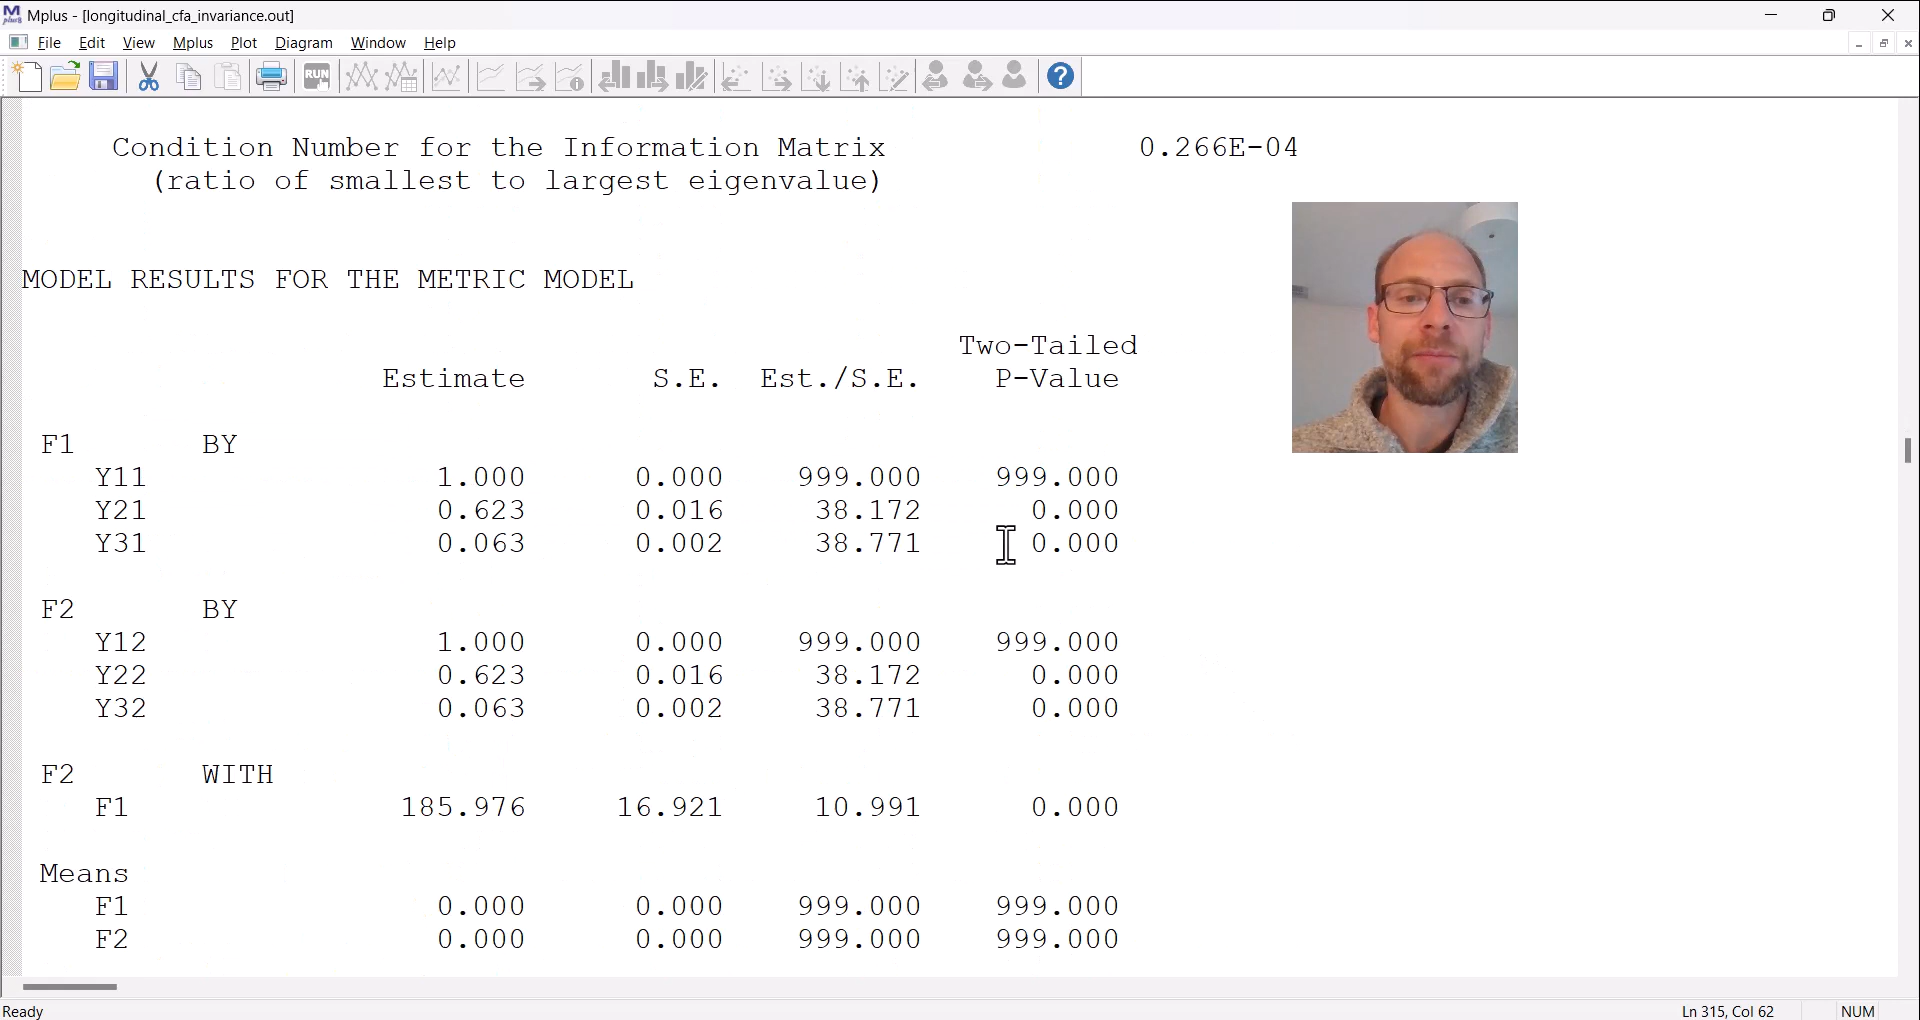 Mplus - [longitudinal_cfa_invariance.out]
File Edit View Mplus Plot Diagram Window Help
RUN
Condition Number for the Information Matrix 0.266E-04
(ratio of smallest to largest eigenvalue)
MODEL RESULTS FOR THE METRIC MODEL
Two-Tailed
Estimate S.E. Est./S.E. P-Value
F1 BY
Y11 1.000 0.000 999.000 999.000
Y21 0.623 0.016 38.172 0.000
Y31 0.063 0.002 38.771 0.000
F2 BY
Y12 1.000 0.000 999.000 999.000
Y22 0.623 0.016 38.172 0.000
Y32 0.063 0.002 38.771 0.000
F2 WITH
F1 185.976 16.921 10.991 0.000
Means
F1 0.000 0.000 999.000 999.000
F2 0.000 0.000 999.000 999.000
Ready Ln 315, Col 62 NUM